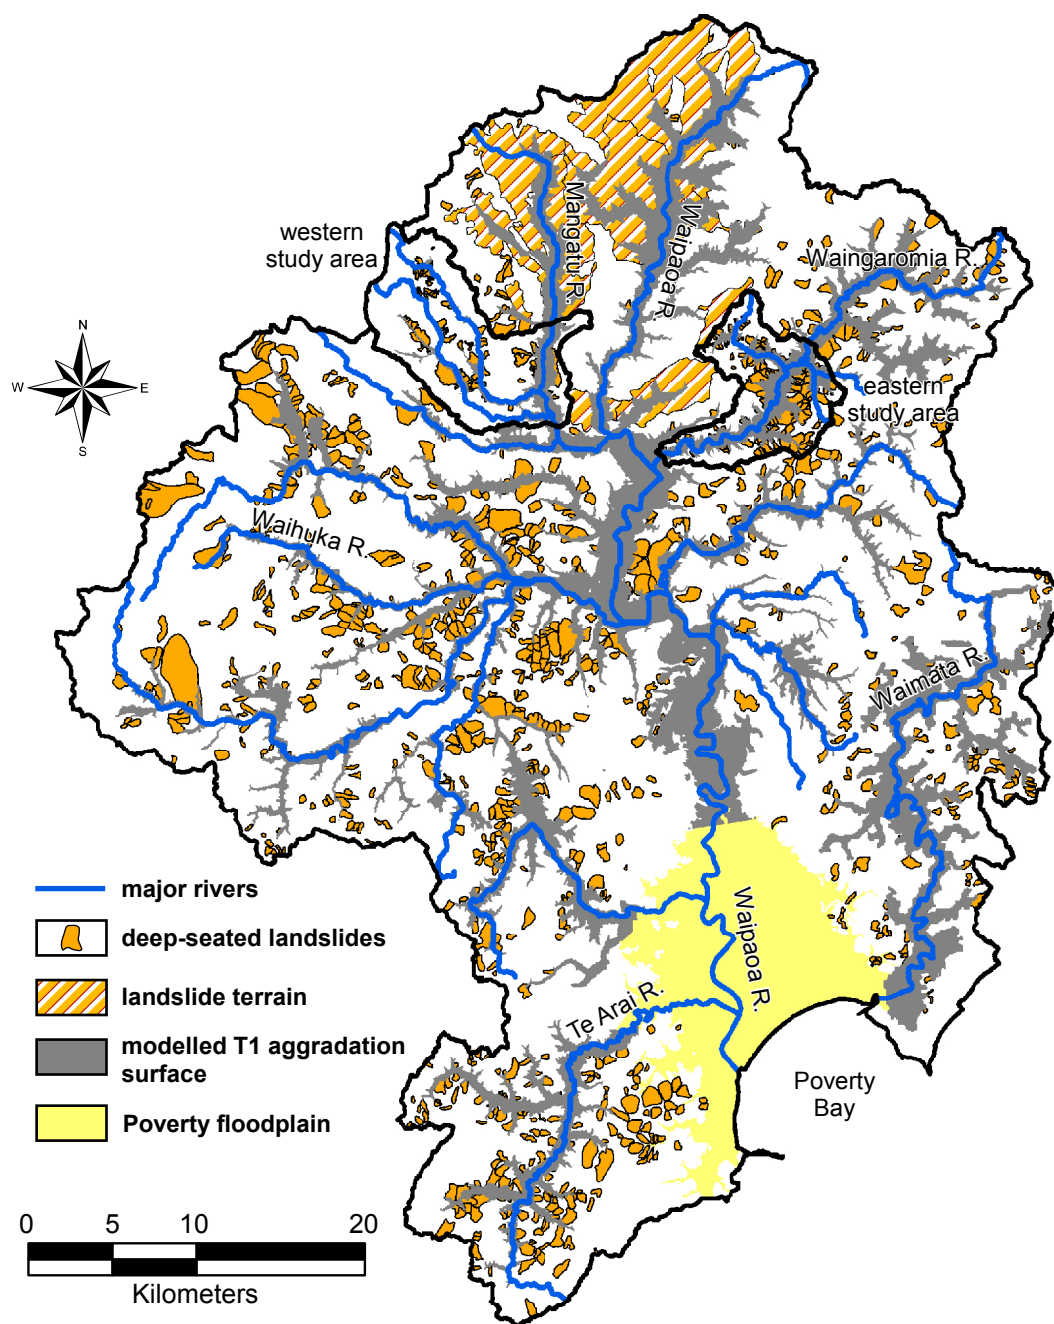 western
study area
Mangatu R.
Waipaoa R.
Waingaromia R.
N
W
E
S
eastern
study area
Waihuka R.
Waimata R.
major rivers
deep-seated landslides
landslide terrain
modelled T1 aggradation
surface
Poverty floodplain
Waipaoa R.
Te Arai R.
Poverty
Bay
0
5
10
20
Kilometers